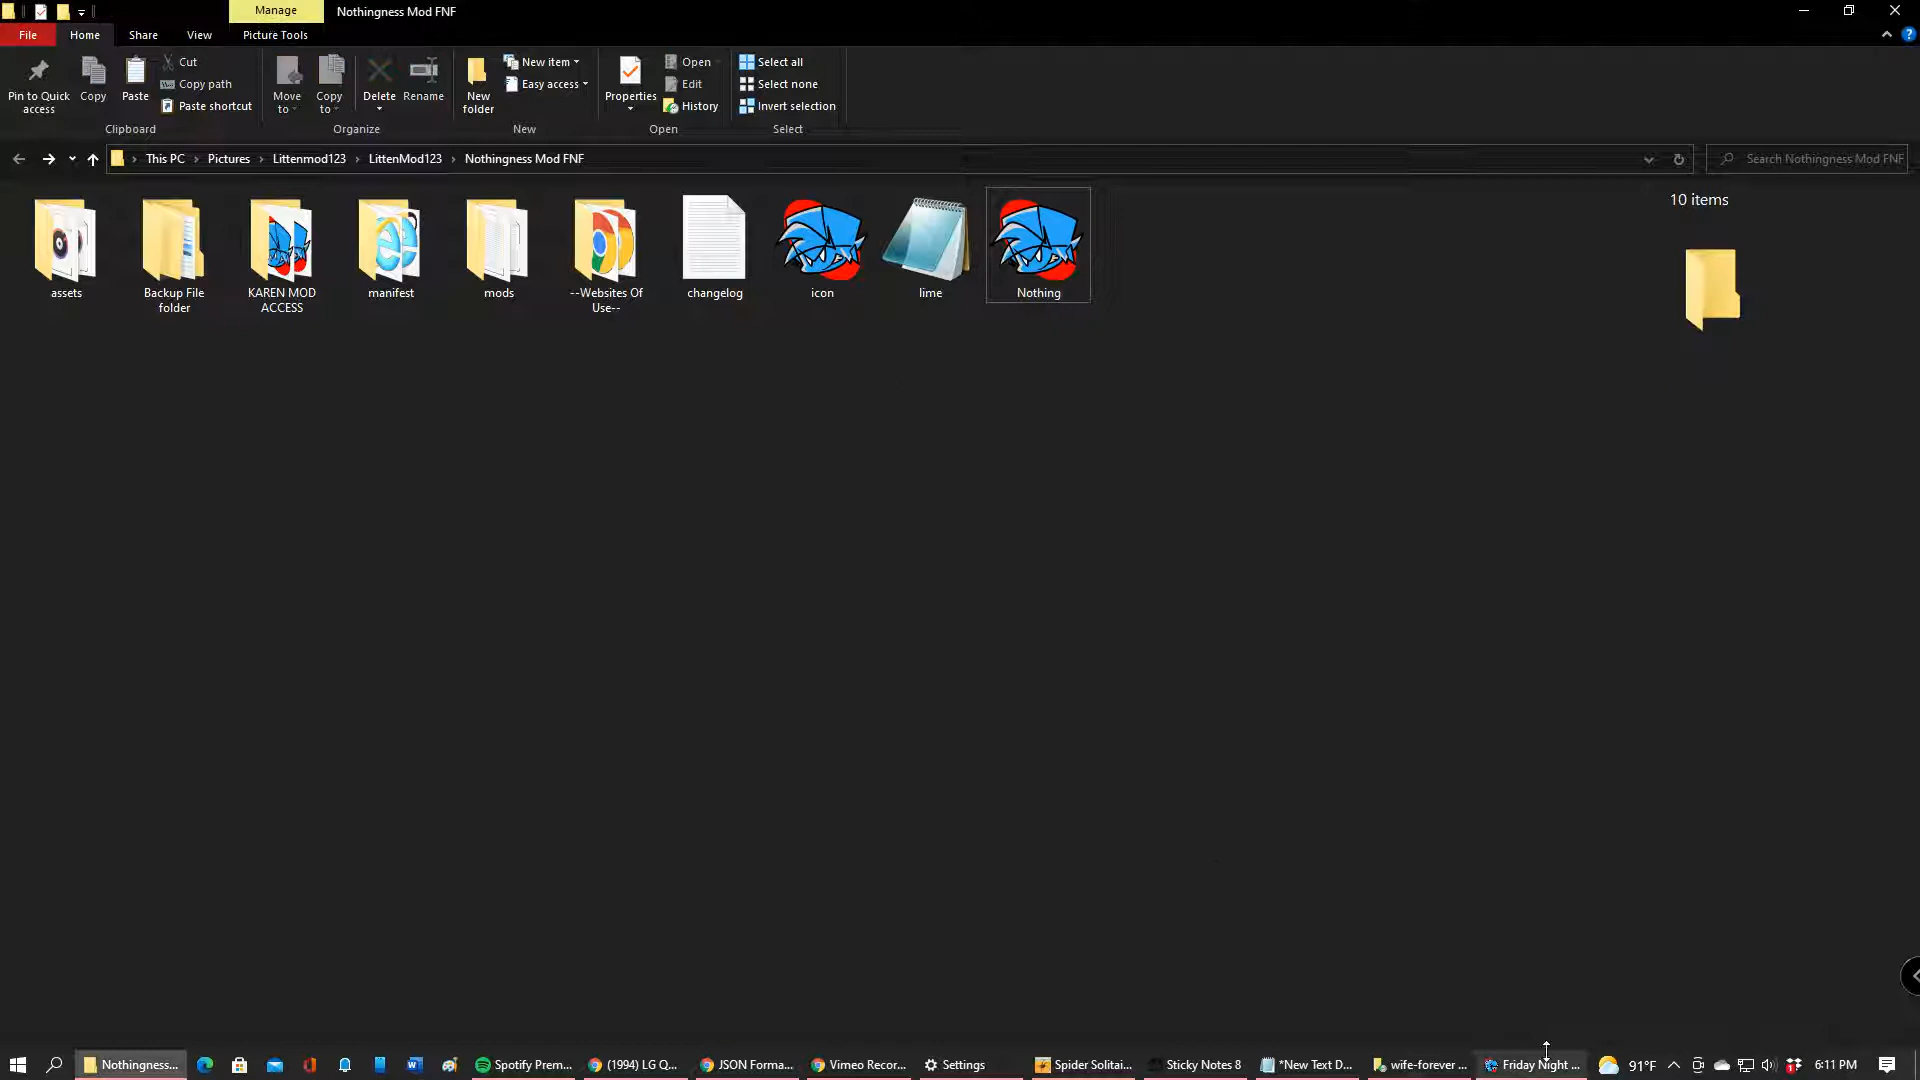 Manage
Nothingness Mod FNF
File
Home
Share
View
Picture Tools
Pin to Quick
access
Copy
Paste
Cut
Copy path
Paste shortcut
Clipboard
Move
to
Copy
to
Delete
Rename
Organize
New
folder
New item
Easy access
New
Properties
Open
Edit
History
Open
Select all
Select none
Invert selection
Select
This PC
Pictures
Littenmod123
LittenMod123
Nothingness Mod FNF
Search Nothingness Mod FNF
assets
Backup File
folder
KAREN MOD
ACCESS
manifest
mods
--Websites Of
Use--
changelog
icon
lime
Nothing
10 items
Nothingness...
Spotify Prem...
(1994) LG Q...
JSON Forma...
Vimeo Recor...
Settings
Spider Solitai...
Sticky Notes 8
*New Text D...
wife-forever ...
Friday Night ...
91°F
6:11 PM